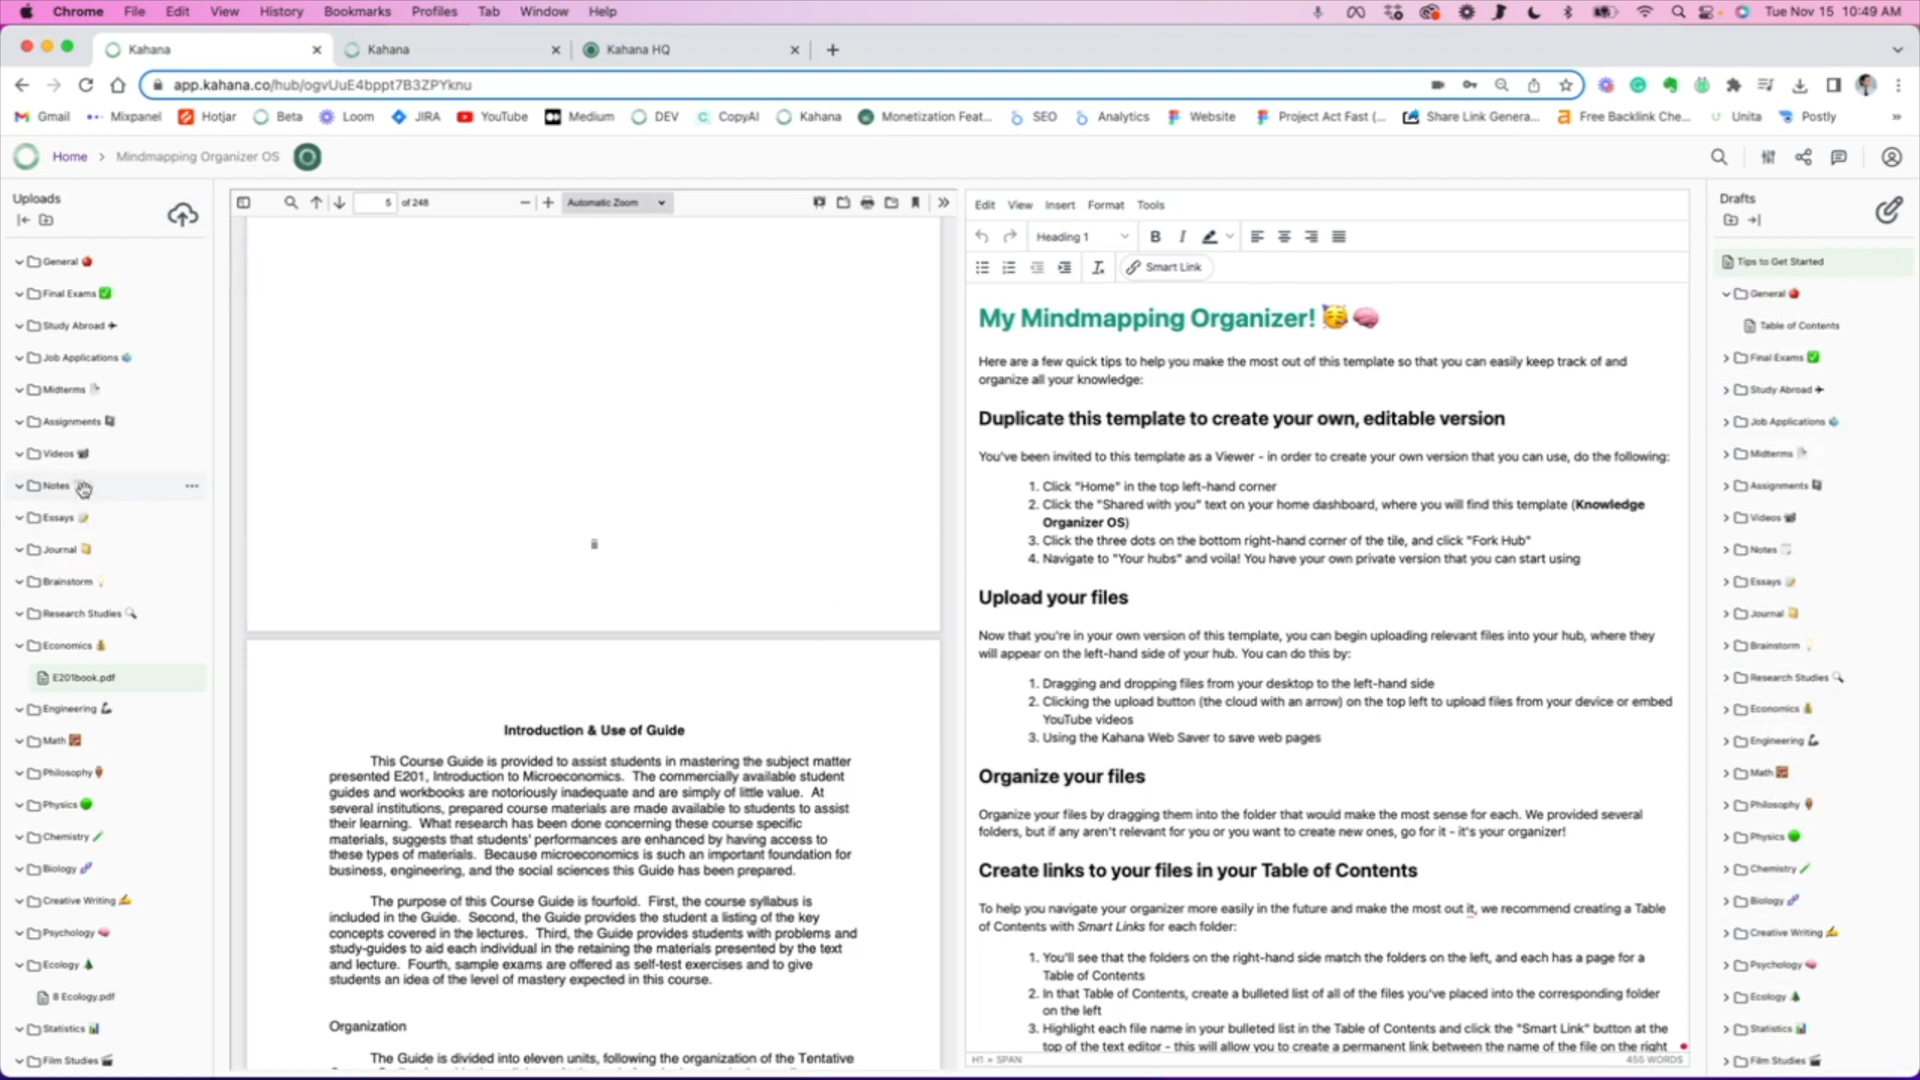 Chrome File Edit View History Bookmarks Profiles Tab Window Help Tue Nov 15 10:49 AM
Kahana Kahana Kahana HQ
app.kahana.co/hub/ogvUuE4bppt7B3ZPYknu
Gmail Mixpanel Hotjar Beta Loom JIRA YouTube Medium DEV CopyAI Kahana Monetization Feat... SEO Analytics Website Project Act Fast (... Share Link Genera... Free Backlink Che... Unita Postly
Home > Mindmapping Organizer OS
Uploads
General
Final Exams
Study Abroad
Job Applications
Midterms
Assignments
Videos
Notes
Essays
Journal
Brainstorm
Research Studies
Economics
E201book.pdf
Engineering
Math
Philosophy
Physics
Chemistry
Biology
Creative Writing
Psychology
Ecology
8 Ecology.pdf
Statistics
Film Studies
5 of 248 Automatic Zoom
ii
Introduction & Use of Guide
This Course Guide is provided to assist students in mastering the subject matter
presented E201, Introduction to Microeconomics. The commercially available student
guides and workbooks are notoriously inadequate and are simply of little value. At
several institutions, prepared course materials are made available to students to assist
their learning. What research has been done concerning these course specific
materials, suggests that students' performances are enhanced by having access to
these types of materials. Because microeconomics is such an important foundation for
business, engineering, and the social sciences this Guide has been prepared.
The purpose of this Course Guide is fourfold. First, the course syllabus is
included in the Guide. Second, the Guide provides the student a listing of the key
concepts covered in the lectures. Third, the Guide provides students with problems and
study-guides to aid each individual in the retaining the materials presented by the text
and lecture. Fourth, sample exams are offered as self-test exercises and to give
students an idea of the level of mastery expected in this course.
Organization
The Guide is divided into eleven units, following the organization of the Tentative
Edit View Insert Format Tools
Heading 1 B I
Smart Link
My Mindmapping Organizer! 🥳🧠
Here are a few quick tips to help you make the most out of this template so that you can easily keep track of and
organize all your knowledge:
Duplicate this template to create your own, editable version
You've been invited to this template as a Viewer - in order to create your own version that you can use, do the following:
1. Click "Home" in the top left-hand corner
2. Click the "Shared with you" text on your home dashboard, where you will find this template (Knowledge
Organizer OS)
3. Click the three dots on the bottom right-hand corner of the tile, and click "Fork Hub"
4. Navigate to "Your hubs" and voila! You have your own private version that you can start using
Upload your files
Now that you're in your own version of this template, you can begin uploading relevant files into your hub, where they
will appear on the left-hand side of your hub. You can do this by:
1. Dragging and dropping files from your desktop to the left-hand side
2. Clicking the upload button (the cloud with an arrow) on the top left to upload files from your device or embed
YouTube videos
3. Using the Kahana Web Saver to save web pages
Organize your files
Organize your files by dragging them into the folder that would make the most sense for each. We provided several
folders, but if any aren't relevant for you or you want to create new ones, go for it - it's your organizer!
Create links to your files in your Table of Contents
To help you navigate your organizer more easily in the future and make the most out it, we recommend creating a Table
of Contents with Smart Links for each folder:
1. You'll see that the folders on the right-hand side match the folders on the left, and each has a page for a
Table of Contents
2. In that Table of Contents, create a bulleted list of all of the files you've placed into the corresponding folder
on the left
3. Highlight each file name in your bulleted list in the Table of Contents and click the "Smart Link" button at the
top of the text editor - this will allow you to create a permanent link between the name of the file on the right
H1 » SPAN 455 WORDS
Drafts
Tips to Get Started
General
Table of Contents
Final Exams
Study Abroad
Job Applications
Midterms
Assignments
Videos
Notes
Essays
Journal
Brainstorm
Research Studies
Economics
Engineering
Math
Philosophy
Physics
Chemistry
Biology
Creative Writing
Psychology
Ecology
Statistics
Film Studies